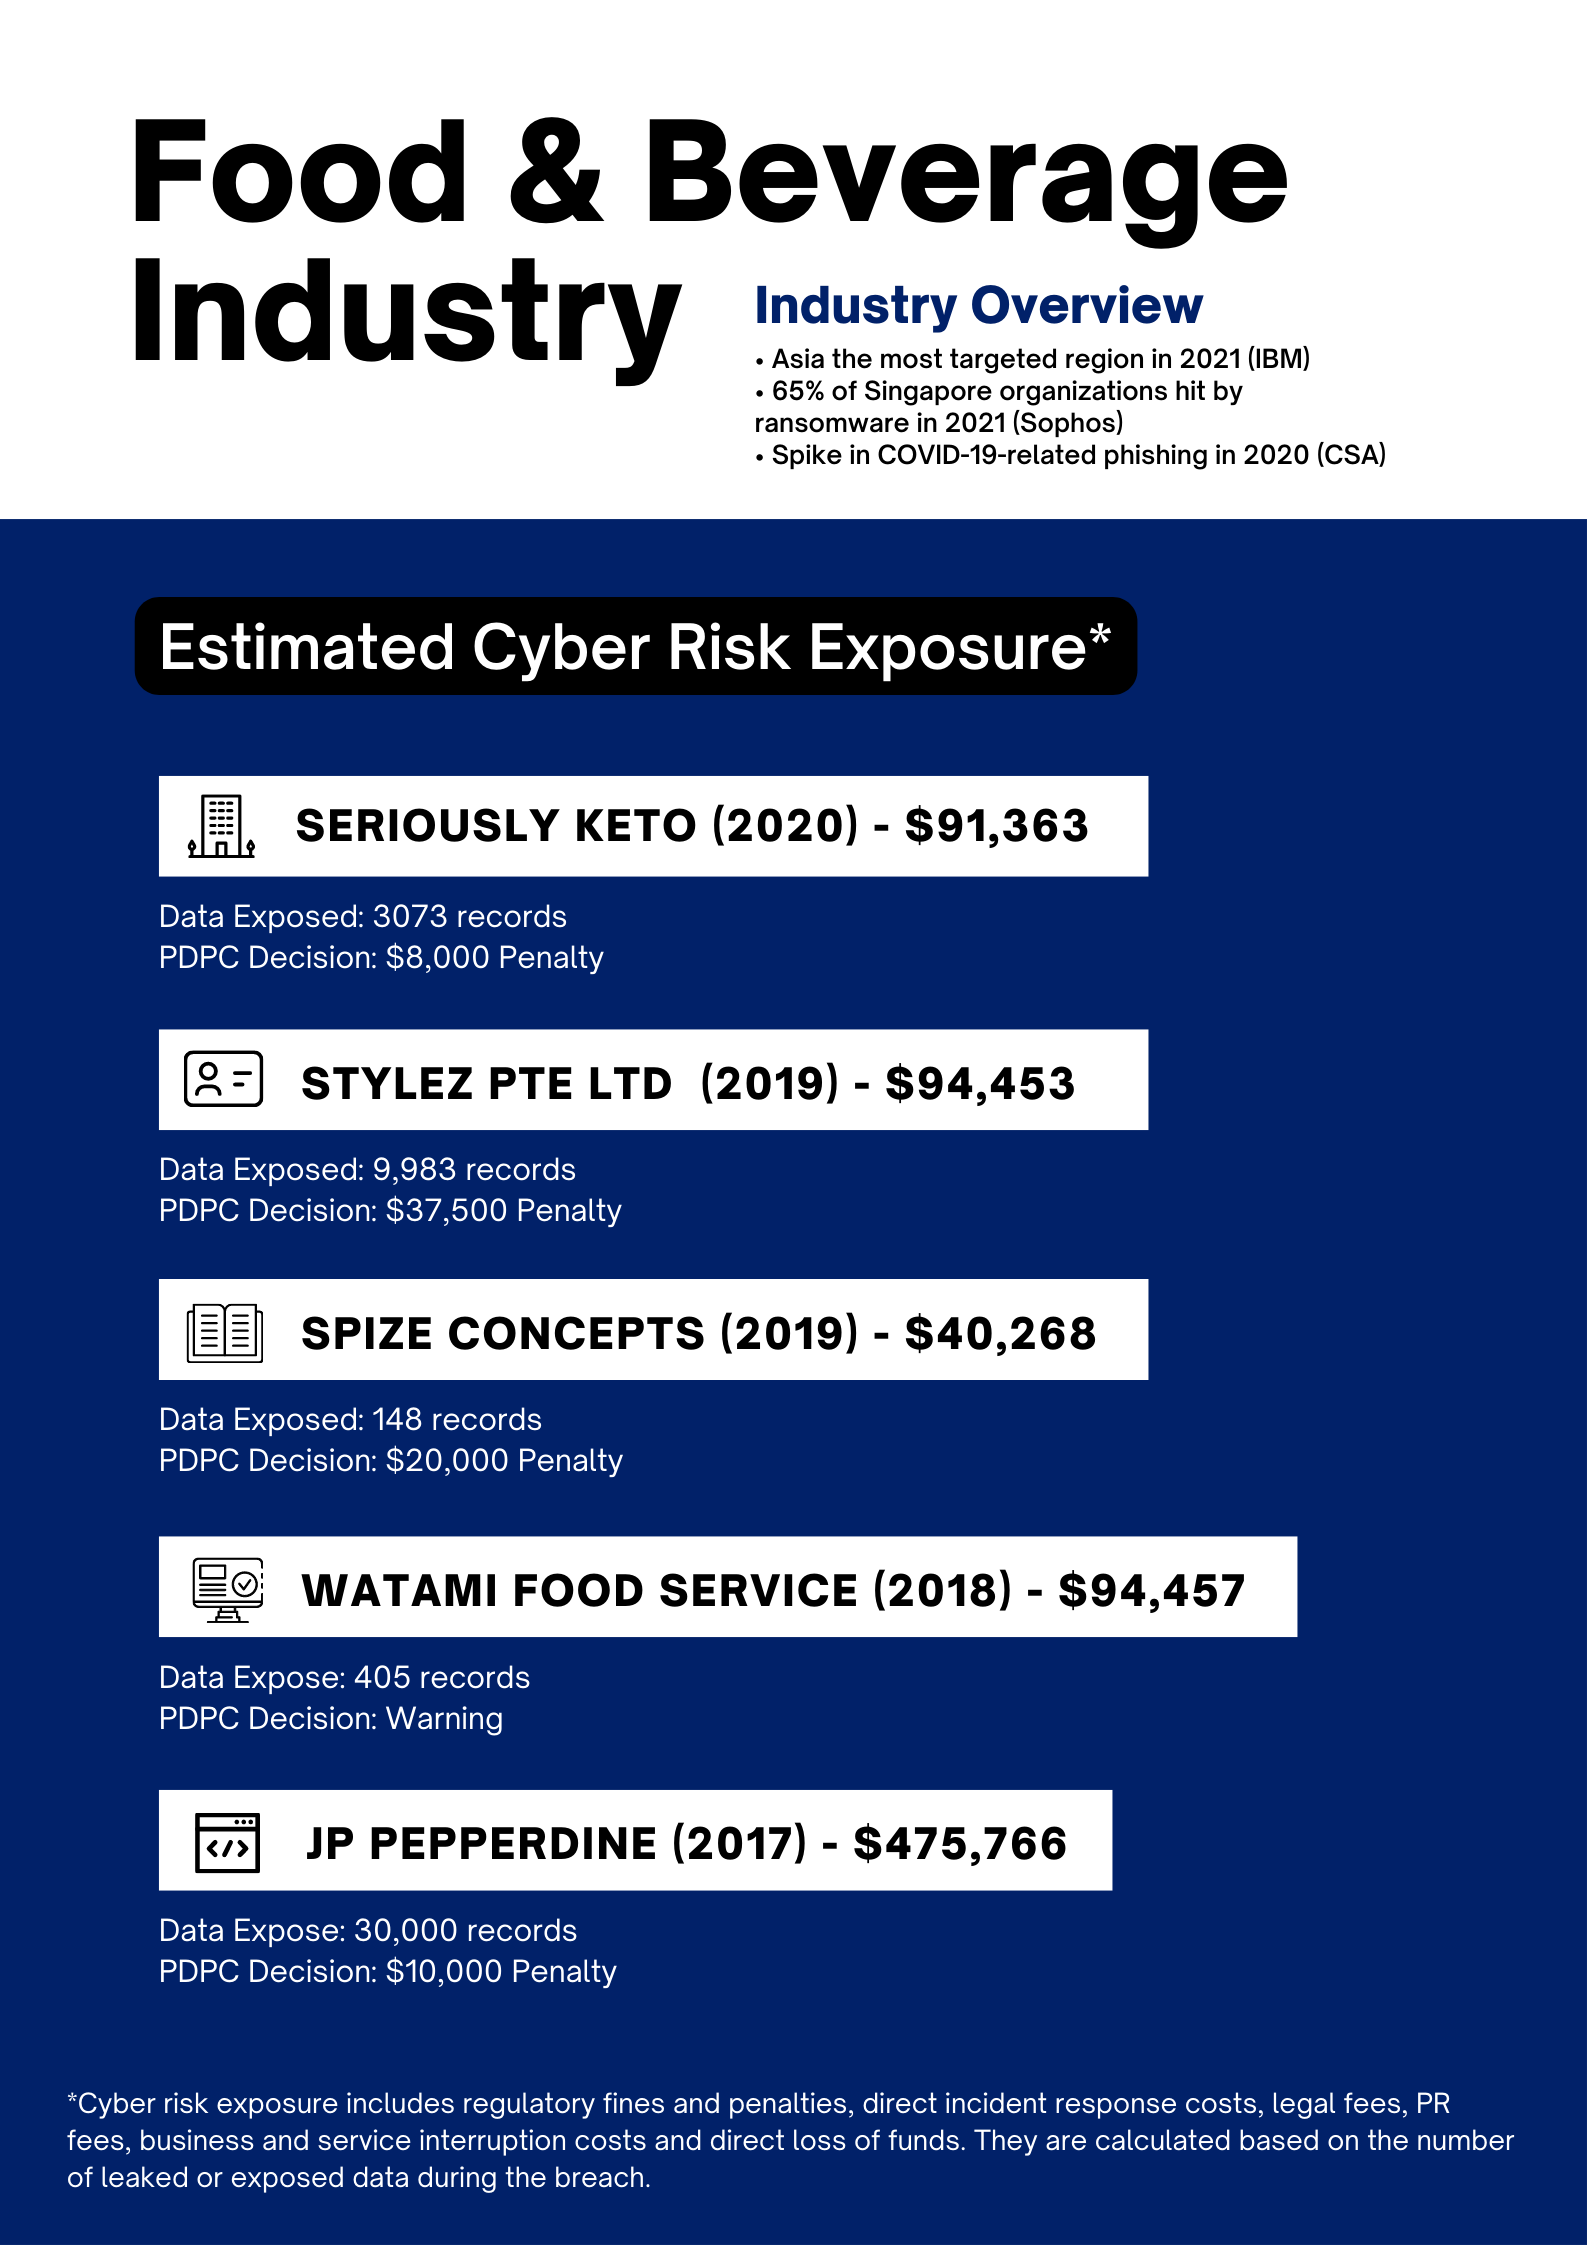 Food & Beverage
Industry
Industry Overview
• Asia the most targeted region in 2021 (IBM)
• 65% of Singapore organizations hit by
ransomware in 2021 (Sophos)
• Spike in COVID-19-related phishing in 2020 (CSA)
Estimated Cyber Risk Exposure*
SERIOUSLY KETO (2020) - $91,363
Data Exposed: 3073 records
PDPC Decision: $8,000 Penalty
STYLEZ PTE LTD (2019) - $94,453
Data Exposed: 9,983 records
PDPC Decision: $37,500 Penalty
SPIZE CONCEPTS (2019) - $40,268
Data Exposed: 148 records
PDPC Decision: $20,000 Penalty
WATAMI FOOD SERVICE (2018) - $94,457
Data Expose: 405 records
PDPC Decision: Warning
JP PEPPERDINE (2017) - $475,766
Data Expose: 30,000 records
PDPC Decision: $10,000 Penalty
*Cyber risk exposure includes regulatory fines and penalties, direct incident response costs, legal fees, PR
fees, business and service interruption costs and direct loss of funds. They are calculated based on the number
of leaked or exposed data during the breach.